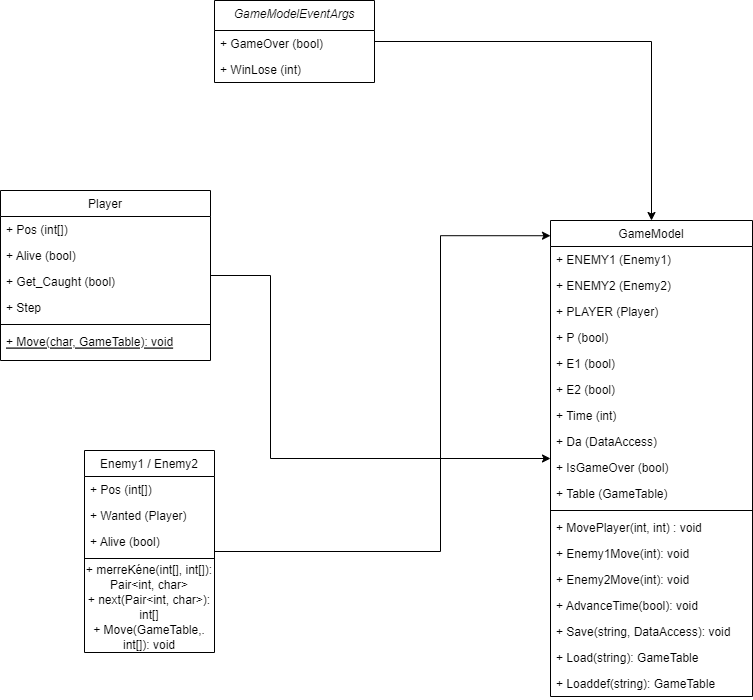 GameModelEventArgs
+ GameOver (bool)
+ WinLose (int)
Player
+ Pos (int[])
+ Alive (bool)
+ Get_Caught (bool)
+ Step
+ Move(char, GameTable): void
Enemy1 / Enemy2
+ Pos (int[])
+ Wanted (Player)
+ Alive (bool)
+ merreKéne(int[], int[]):
Pair<int, char>
+ next(Pair<int, char>):
int[]
+ Move(GameTable,.
int[]): void
GameModel
+ ENEMY1 (Enemy1)
+ ENEMY2 (Enemy2)
+ PLAYER (Player)
+ P (bool)
+ E1 (bool)
+ E2 (bool)
+ Time (int)
+ Da (DataAccess)
+ IsGameOver (bool)
+ Table (GameTable)
+ MovePlayer(int, int) : void
+ Enemy1Move(int): void
+ Enemy2Move(int): void
+ AdvanceTime(bool): void
+ Save(string, DataAccess): void
+ Load(string): GameTable
+ Loaddef(string): GameTable